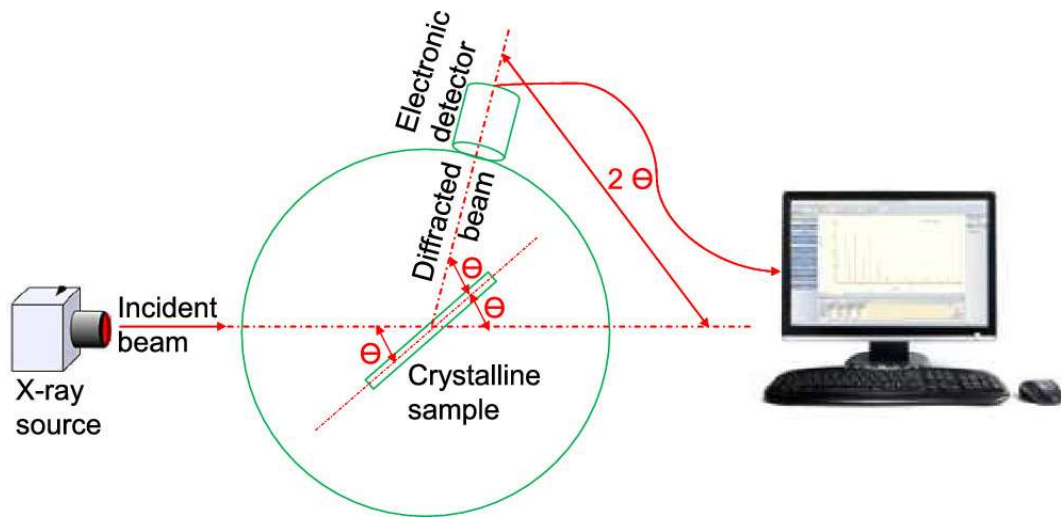 Electronic
detector
Diffracted
beam
2 Θ
Θ
Θ
Θ
Incident
beam
X-ray
source
Crystalline
sample